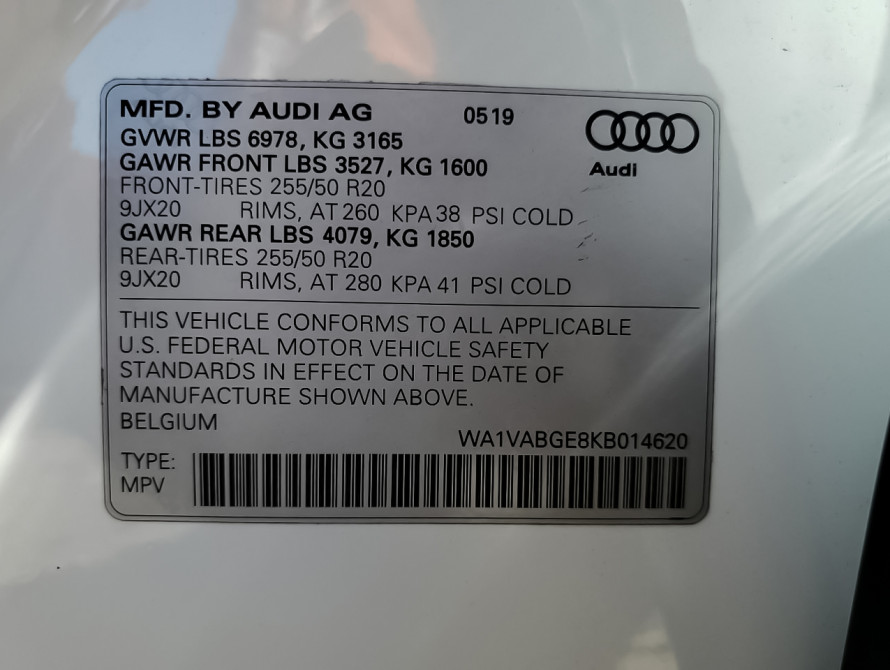 MFD. BY AUDI AG 0519
GVWR LBS 6978, KG 3165
GAWR FRONT LBS 3527, KG 1600
Audi
FRONT-TIRES 255/50 R20
9JX20 RIMS, AT 260 KPA 38 PSI COLD
GAWR REAR LBS 4079, KG 1850
REAR-TIRES 255/50 R20
9JX20 RIMS, AT 280 KPA 41 PSI COLD
THIS VEHICLE CONFORMS TO ALL APPLICABLE
U.S. FEDERAL MOTOR VEHICLE SAFETY
STANDARDS IN EFFECT ON THE DATE OF
MANUFACTURE SHOWN ABOVE.
BELGIUM
WA1VABGE8KB014620
TYPE:
MPV